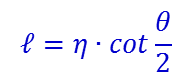 ℓ = η · cot θ/2